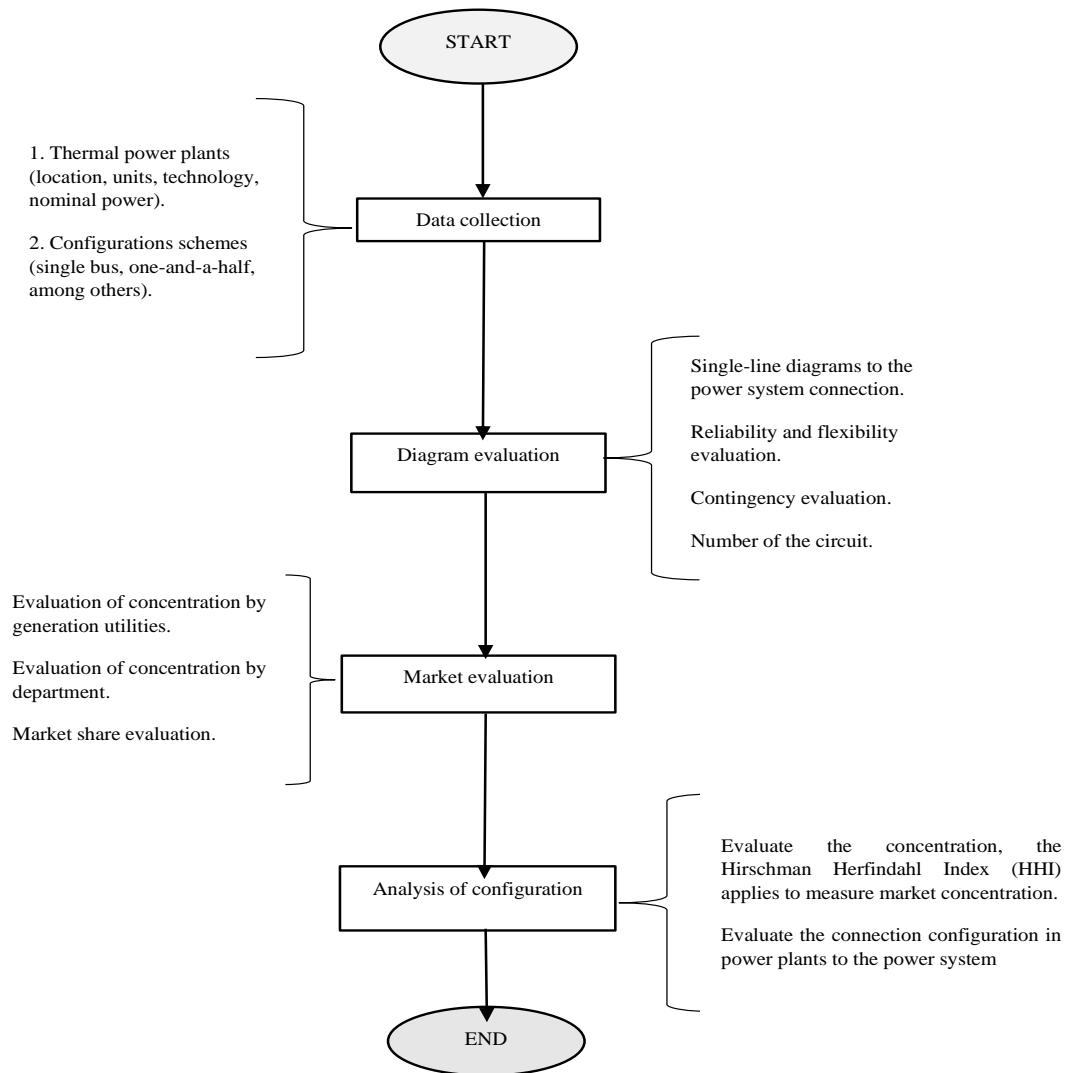 START
1. Thermal power plants
(location, units, technology,
nominal power).
2. Configurations schemes
(single bus, one-and-a-half,
among others).
Data collection
Single-line diagrams to the
power system connection.
Reliability and flexibility
evaluation.
Contingency evaluation.
Number of the circuit.
Diagram evaluation
Evaluation of concentration by
generation utilities.
Evaluation of concentration by
department.
Market share evaluation.
Market evaluation
Evaluate the concentration, the
Hirschman Herfindahl Index (HHI)
applies to measure market concentration.
Evaluate the connection configuration in
power plants to the power system
Analysis of configuration
END